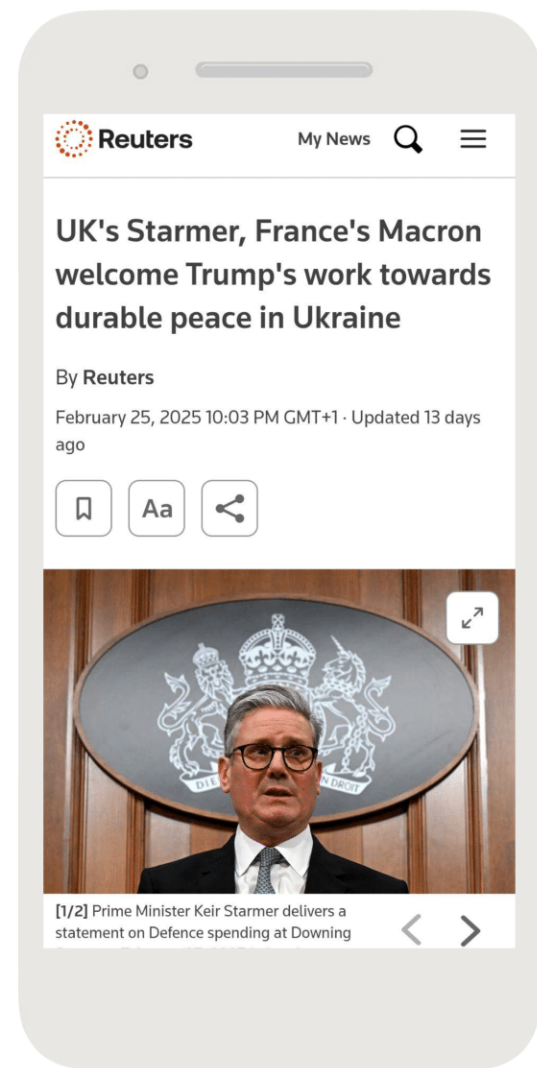 Reuters
My News
UK's Starmer, France's Macron
welcome Trump's work towards
durable peace in Ukraine
By Reuters
February 25, 2025 10:03 PM GMT+1 · Updated 13 days
ago
Aa
DIE
N DROIT
[1/2] Prime Minister Keir Starmer delivers a
statement on Defence spending at Downing